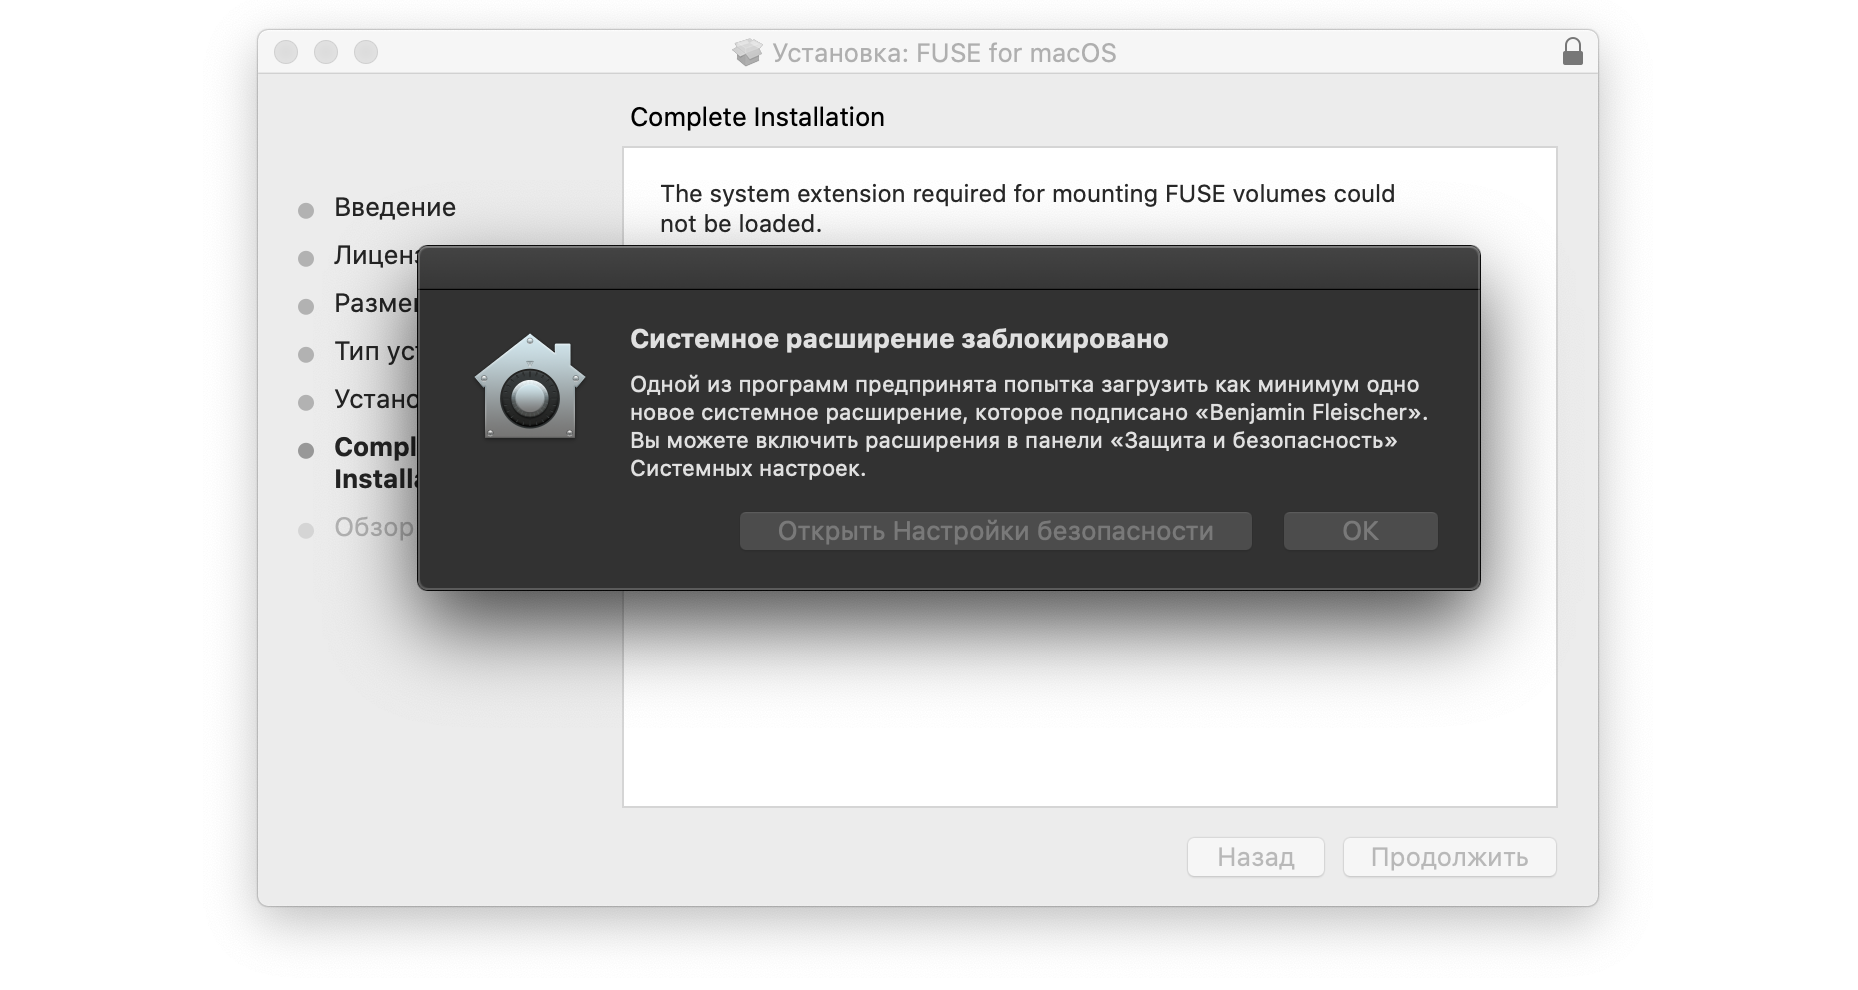 Установка: FUSE for macOS
Complete Installation
The system extension required for mounting FUSE volumes could
not be loaded.
Введение
Лиценз
Размещ
Тип уст
Устано
Compl
Installa
Обзор
Системное расширение заблокировано
Одной из программ предпринята попытка загрузить как минимум одно
новое системное расширение, которое подписано «Benjamin Fleischer».
Вы можете включить расширения в панели «Защита и безопасность»
Системных настроек.
Открыть Настройки безопасности
OK
Назад
Продолжить